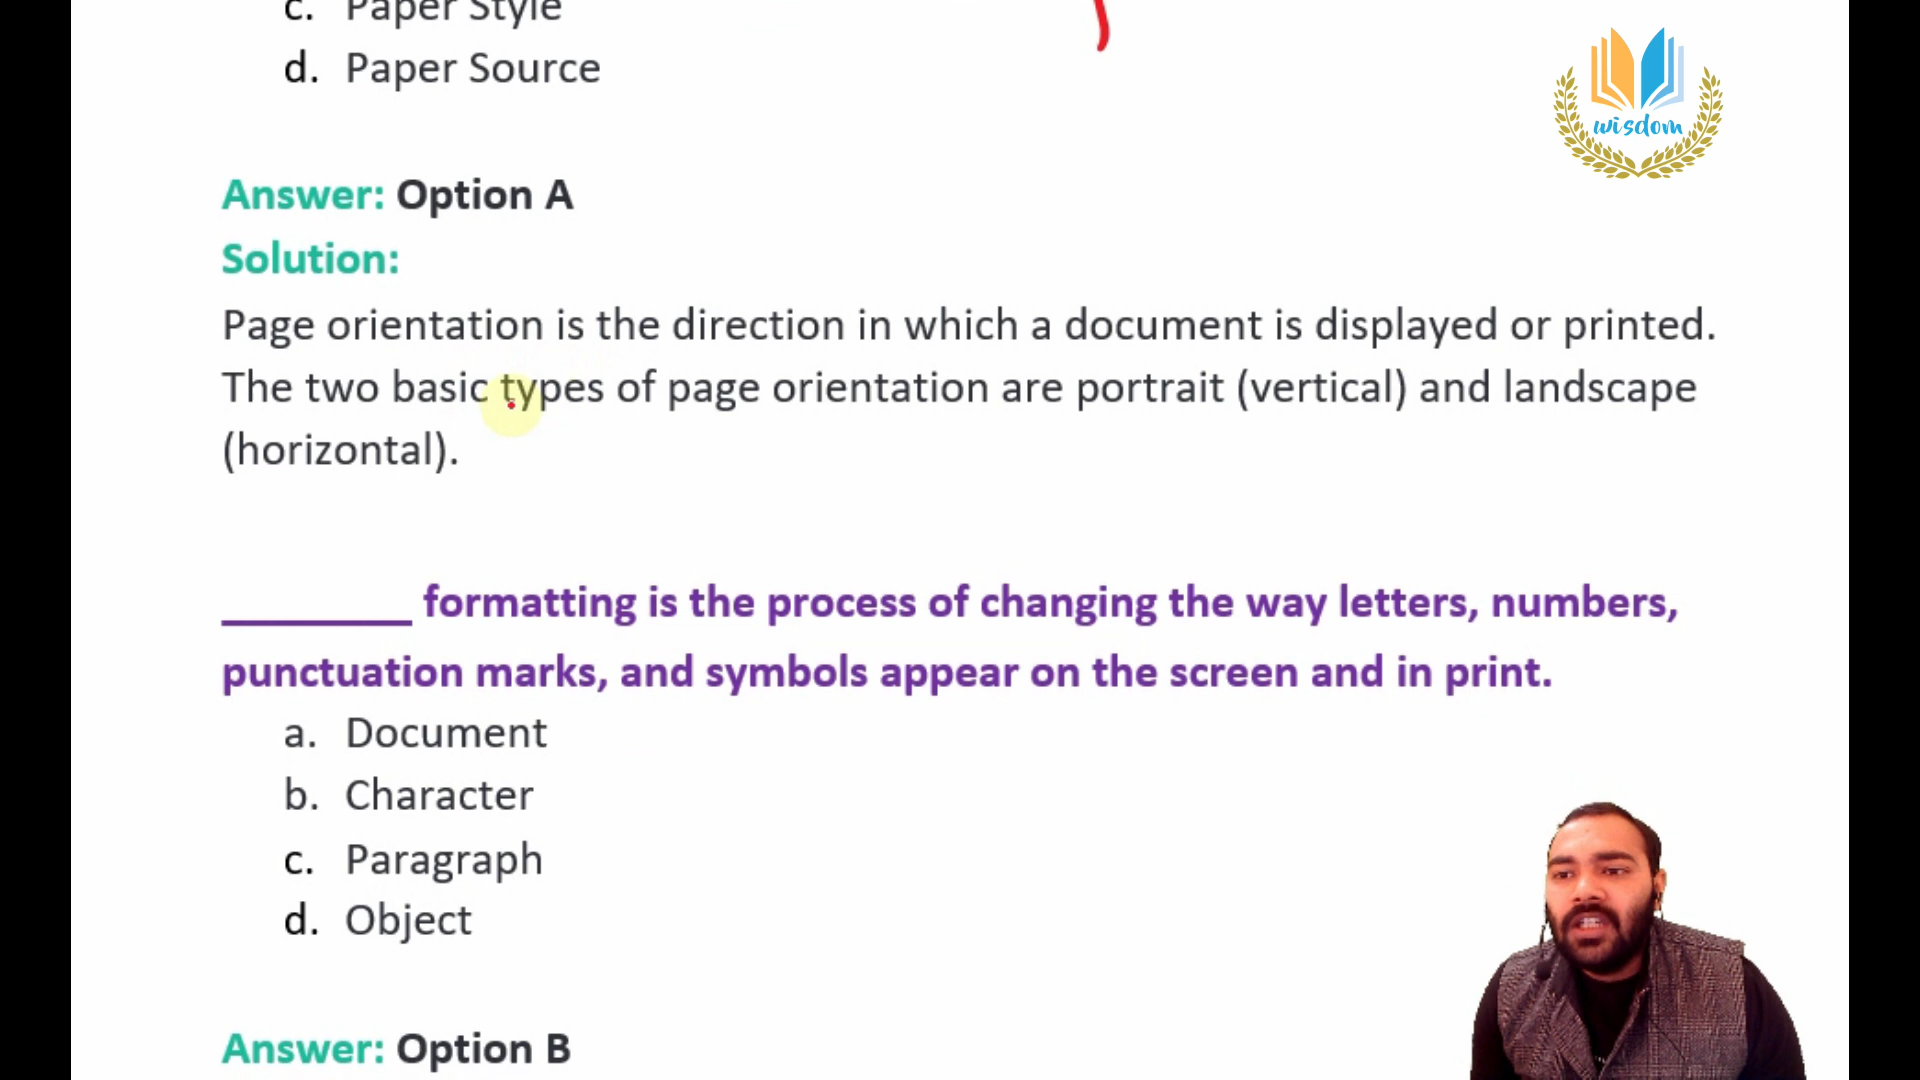 c. Paper Style
d. Paper Source
wisdom
Answer: Option A
Solution:
Page orientation is the direction in which a document is displayed or printed.
The two basic types of page orientation are portrait (vertical) and landscape
(horizontal).
________ formatting is the process of changing the way letters, numbers,
punctuation marks, and symbols appear on the screen and in print.
a. Document
b. Character
c. Paragraph
d. Object
Answer: Option B